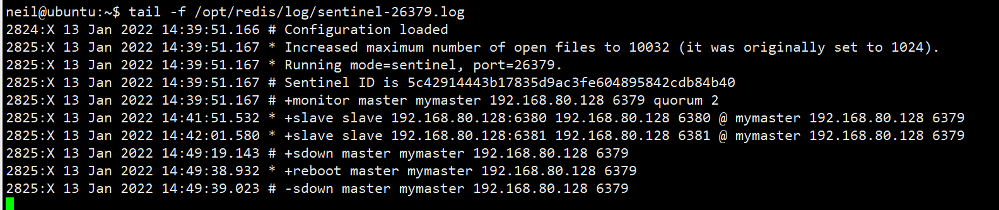 neil@ubuntu:~$ tail -f /opt/redis/log/sentinel-26379.log
2824:X 13 Jan 2022 14:39:51.166 # Configuration loaded
2825:X 13 Jan 2022 14:39:51.167 * Increased maximum number of open files to 10032 (it was originally set to 1024).
2825:X 13 Jan 2022 14:39:51.167 * Running mode=sentinel, port=26379.
2825:X 13 Jan 2022 14:39:51.167 # Sentinel ID is 5c42914443b17835d9ac3fe604895842cdb84b40
2825:X 13 Jan 2022 14:39:51.167 # +monitor master mymaster 192.168.80.128 6379 quorum 2
2825:X 13 Jan 2022 14:41:51.532 * +slave slave 192.168.80.128:6380 192.168.80.128 6380 @ mymaster 192.168.80.128 6379
2825:X 13 Jan 2022 14:42:01.580 * +slave slave 192.168.80.128:6381 192.168.80.128 6381 @ mymaster 192.168.80.128 6379
2825:X 13 Jan 2022 14:49:19.143 # +sdown master mymaster 192.168.80.128 6379
2825:X 13 Jan 2022 14:49:38.932 * +reboot master mymaster 192.168.80.128 6379
2825:X 13 Jan 2022 14:49:39.023 # -sdown master mymaster 192.168.80.128 6379